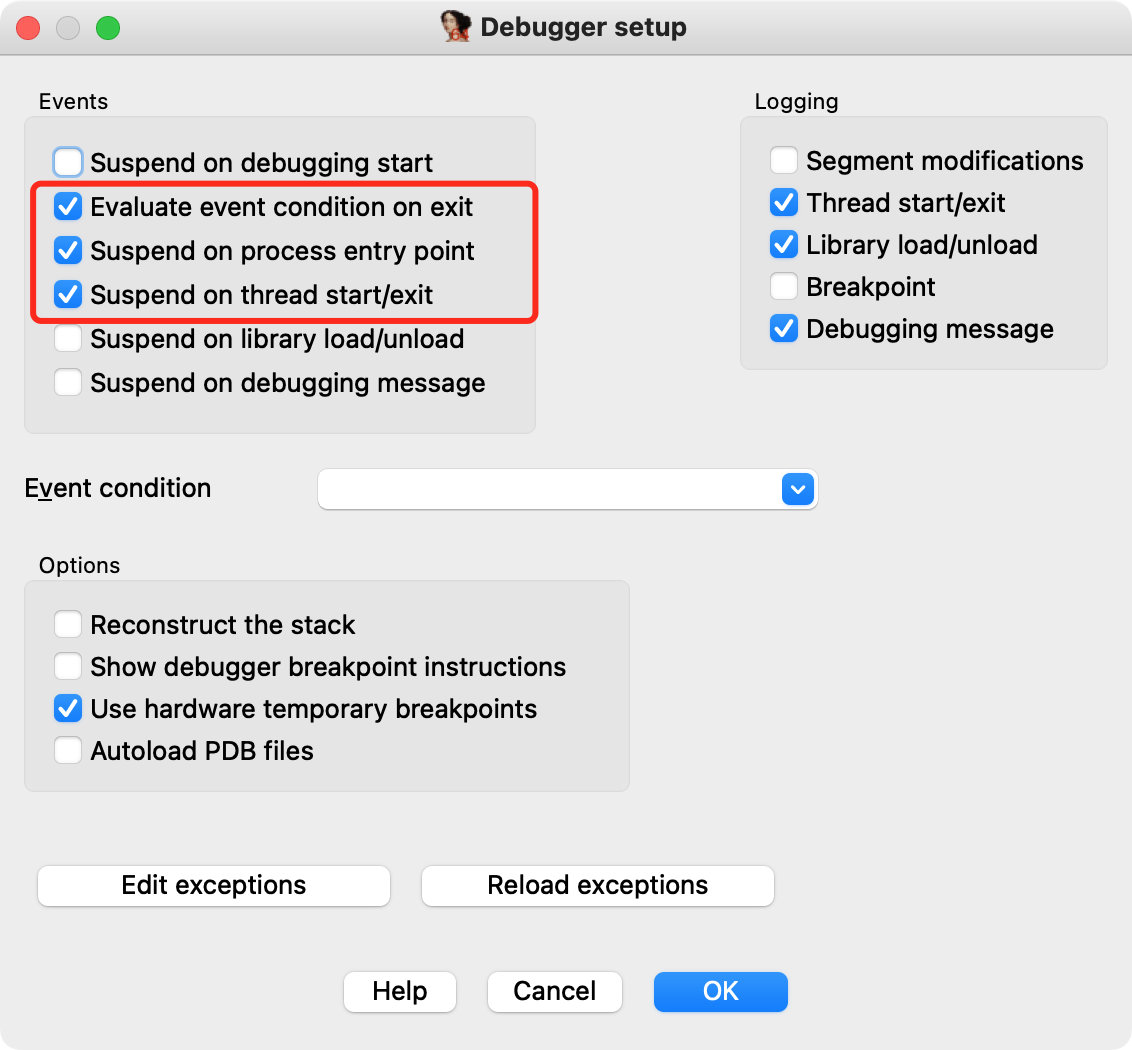 Debugger setup
Events
Suspend on debugging start
Evaluate event condition on exit
Suspend on process entry point
Suspend on thread start/exit
Suspend on library load/unload
Suspend on debugging message
Logging
Segment modifications
Thread start/exit
Library load/unload
Breakpoint
Debugging message
Event condition
Options
Reconstruct the stack
Show debugger breakpoint instructions
Use hardware temporary breakpoints
Autoload PDB files
Edit exceptions
Reload exceptions
Help
Cancel
OK